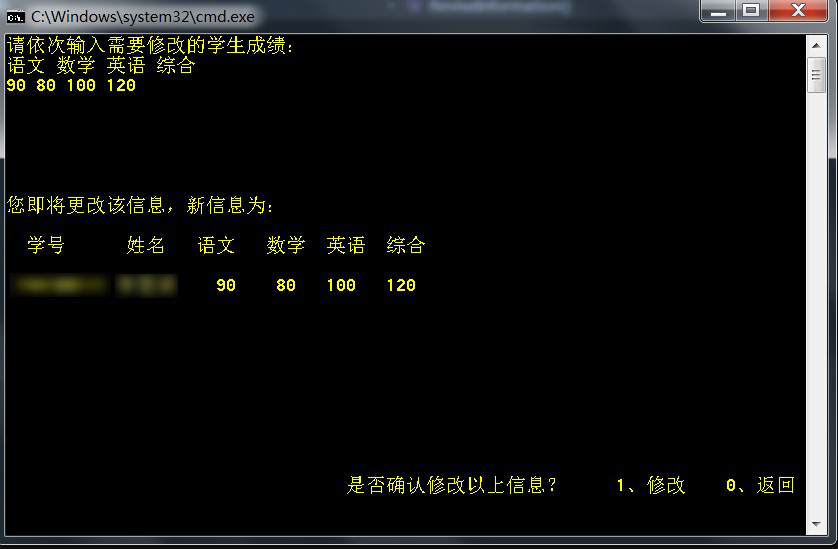 C:\Windows\system32\cmd.exe
请依次输入需要修改的学生成绩：
语文 数学 英语 综合
90 80 100 120
您即将更改该信息，新信息为：
学号 姓名 语文 数学 英语 综合
90 80 100 120
是否确认修改以上信息？ 1、修改 0、返回